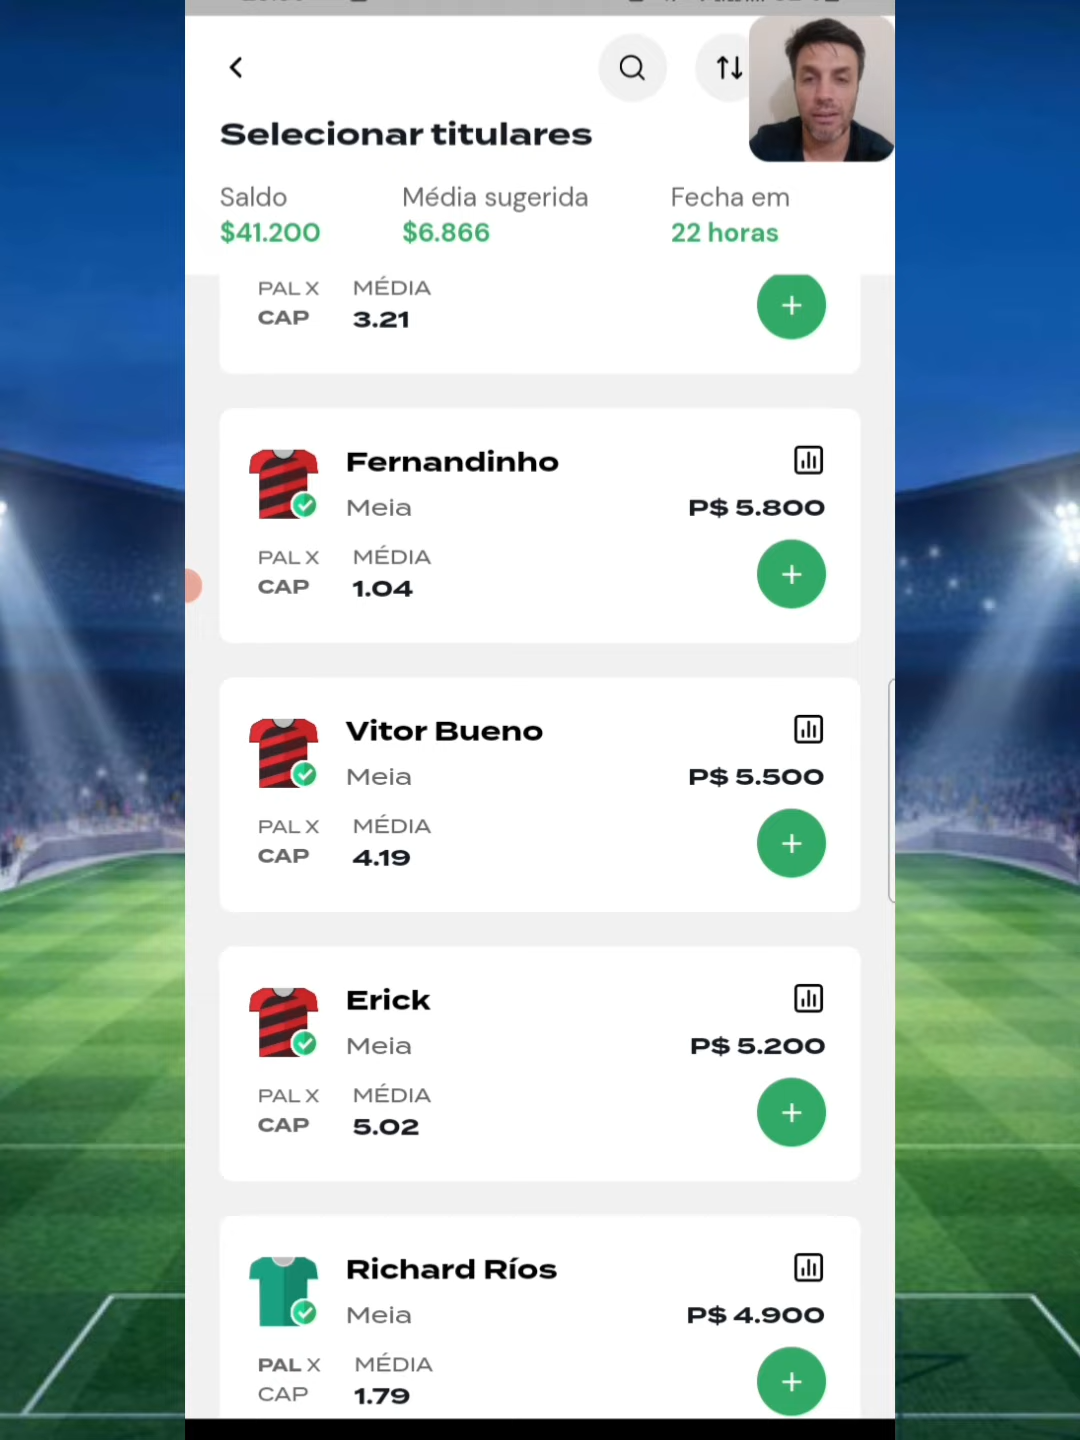 Selecionar titulares
Saldo Média sugerida Fecha em
$41.200 $6.866 22 horas
PAL X MÉDIA
CAP 3.21
Fernandinho
Meia P$ 5.800
PAL X MÉDIA
CAP 1.04
Vitor Bueno
Meia P$ 5.500
PAL X MÉDIA
CAP 4.19
Erick
Meia P$ 5.200
PAL X MÉDIA
CAP 5.02
Richard Ríos
Meia P$ 4.900
PAL X MÉDIA
CAP 1.79